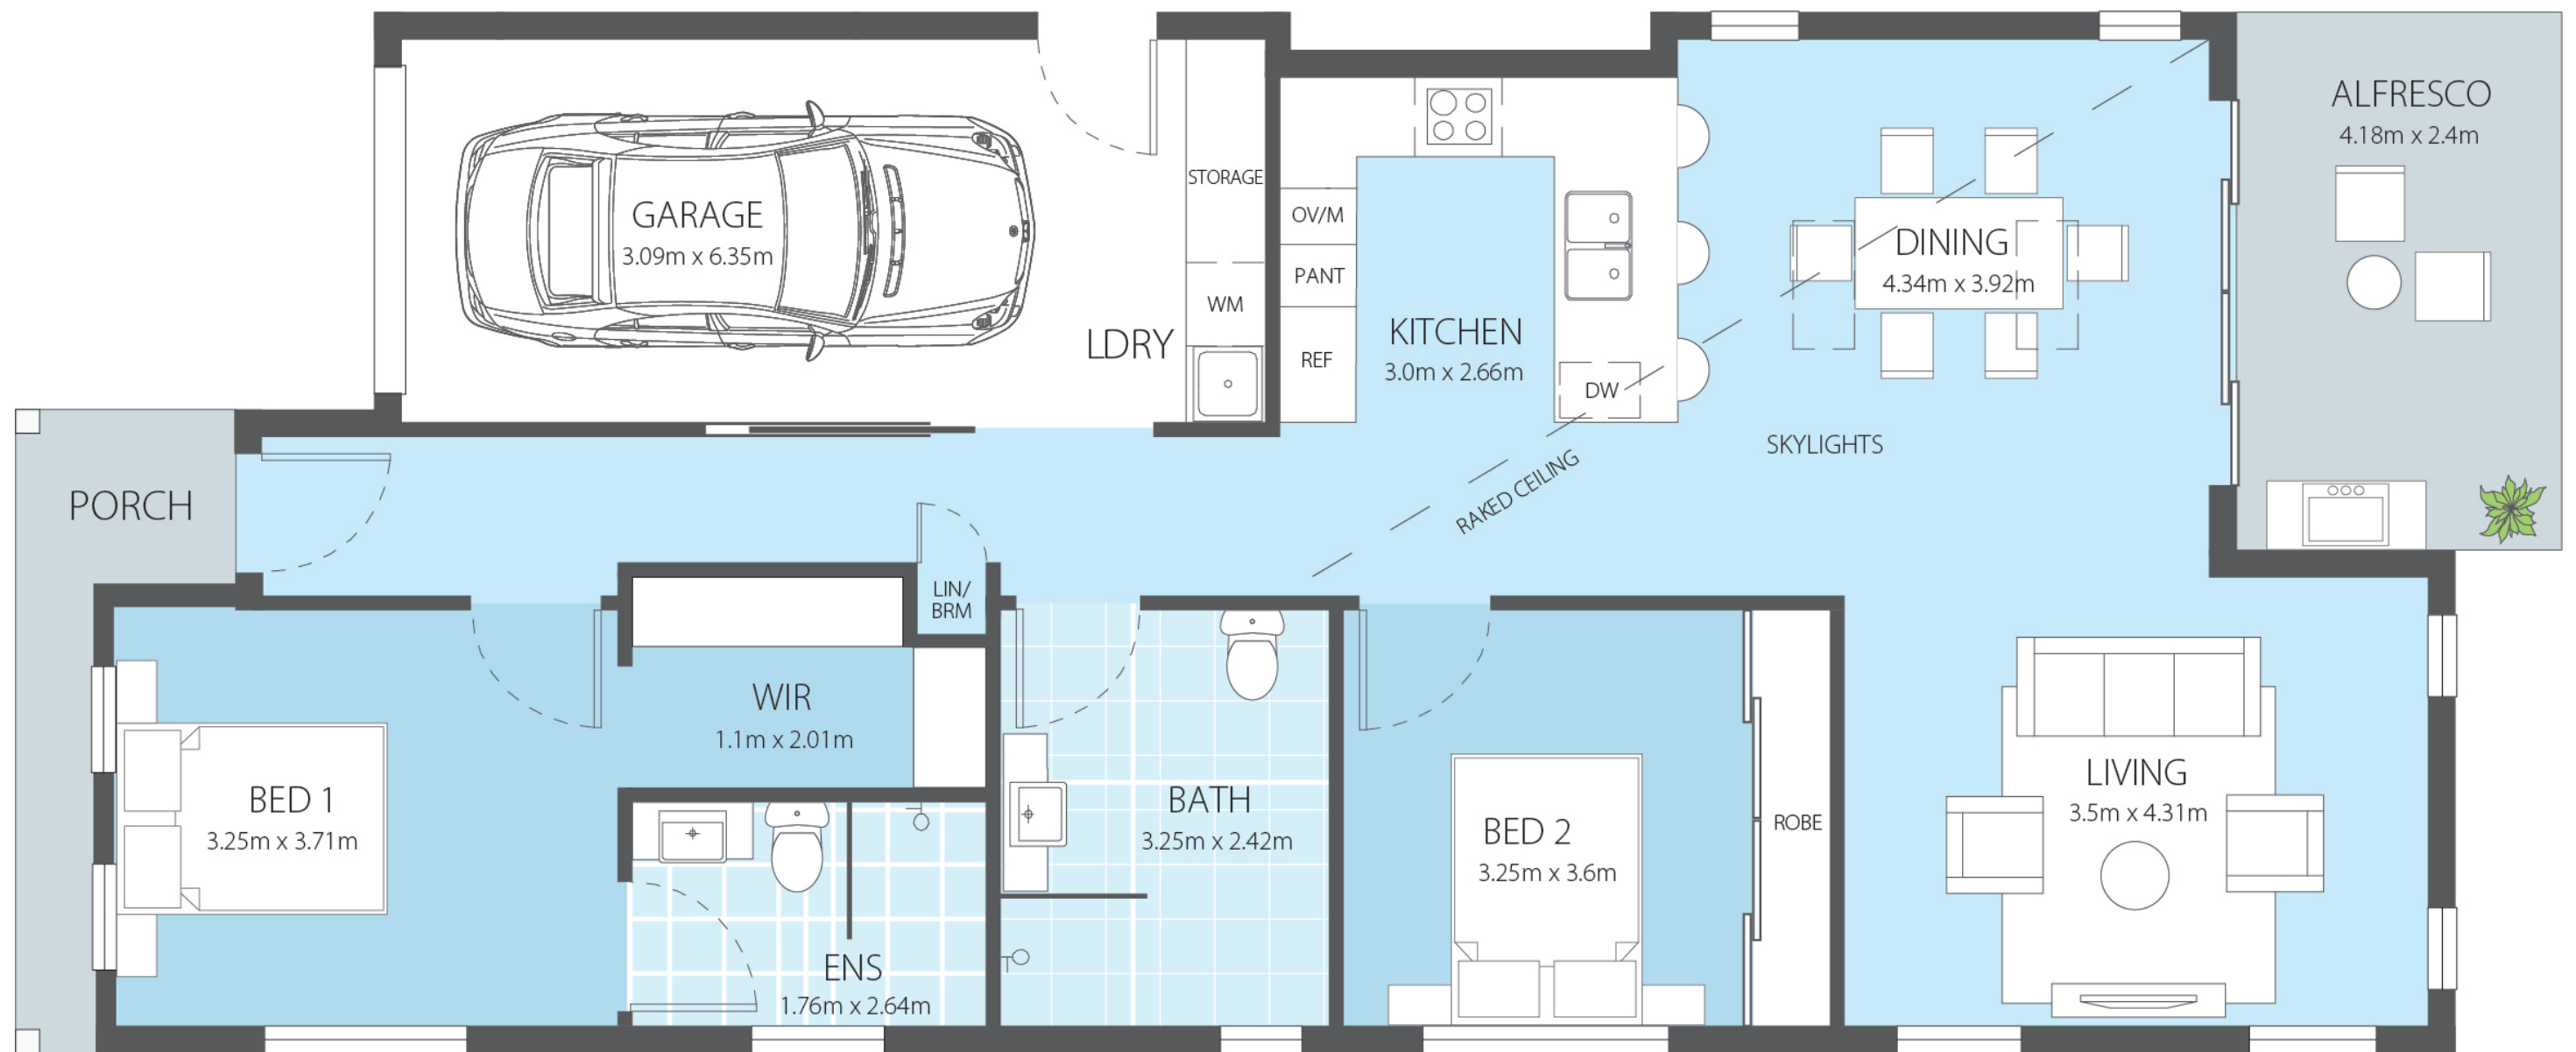 GARAGE
3.09m x 6.35m
STORAGE
WM
LDRY
OV/M
PANT
REF
KITCHEN
3.0m x 2.66m
DW
DINING
4.34m x 3.92m
SKYLIGHTS
RAKED CEILING
ALFRESCO
4.18m x 2.4m
PORCH
LIN/
BRM
BED 1
3.25m x 3.71m
WIR
1.1m x 2.01m
ENS
1.76m x 2.64m
BATH
3.25m x 2.42m
BED 2
3.25m x 3.6m
ROBE
LIVING
3.5m x 4.31m